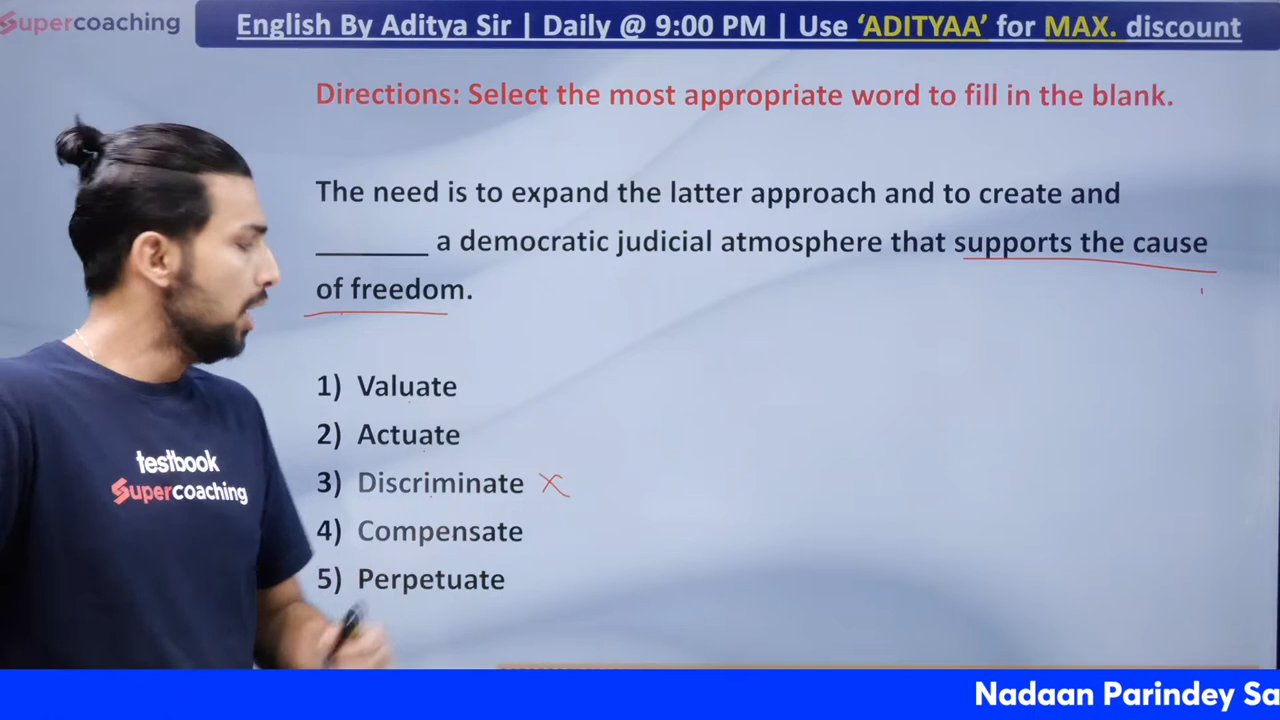 Supercoaching
English By Aditya Sir | Daily @ 9:00 PM | Use ‘ADITYAA’ for MAX. discount
Directions: Select the most appropriate word to fill in the blank.
The need is to expand the latter approach and to create and
________ a democratic judicial atmosphere that supports the cause
of freedom.
1) Valuate
2) Actuate
3) Discriminate
4) Compensate
5) Perpetuate
testbook
Supercoaching
Nadaan Parindey Sa